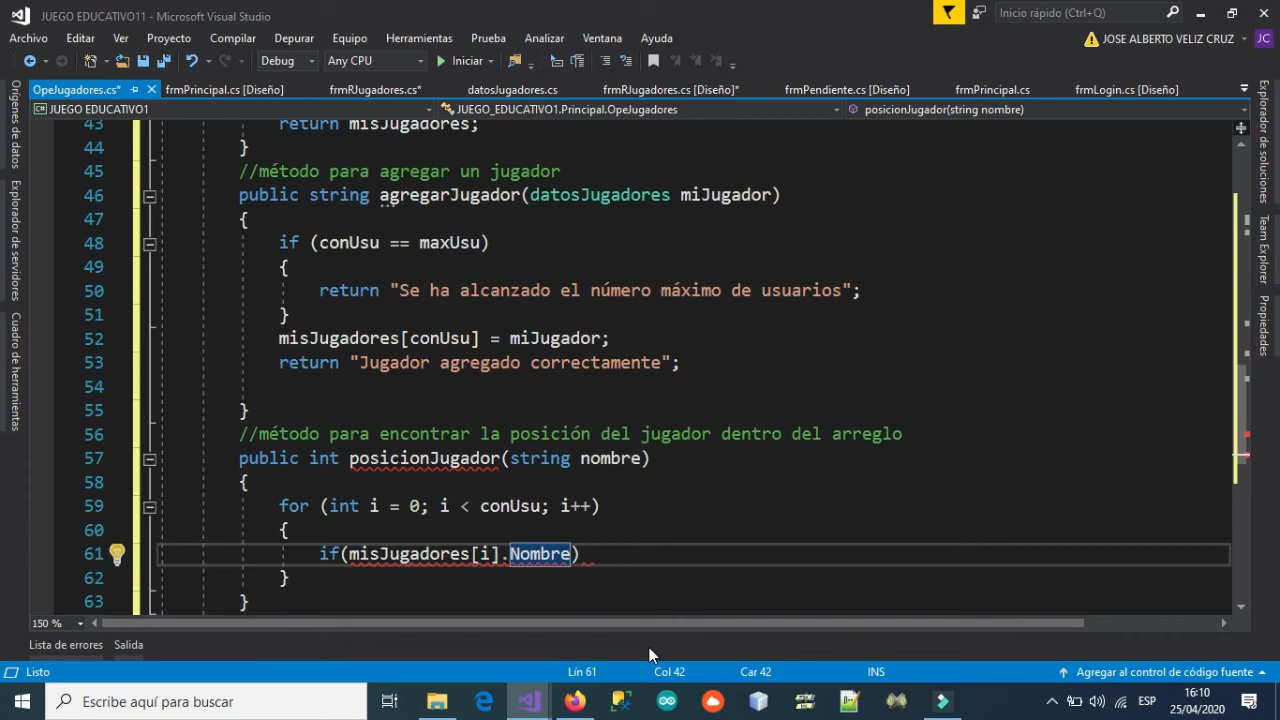 JUEGO EDUCATIVO11 - Microsoft Visual Studio
Inicio rápido (Ctrl+Q)
Archivo Editar Ver Proyecto Compilar Depurar Equipo Herramientas Prueba Analizar Ventana Ayuda
JOSE ALBERTO VELIZ CRUZ JC
Debug Any CPU Iniciar
OpeJugadores.cs* frmPrincipal.cs [Diseño] frmRJugadores.cs* datosJugadores.cs frmRJugadores.cs [Diseño]* frmPendiente.cs [Diseño] frmPrincipal.cs frmLogin.cs [Diseño]
JUEGO EDUCATIVO1 JUEGO_EDUCATIVO1.Principal.OpeJugadores posicionJugador(string nombre)
Orígenes de datos
Explorador de servidores
Cuadro de herramientas
43 return misJugadores;
44 }
45 //método para agregar un jugador
46 public string agregarJugador(datosJugadores miJugador)
47 {
48 if (conUsu == maxUsu)
49 {
50 return "Se ha alcanzado el número máximo de usuarios";
51 }
52 misJugadores[conUsu] = miJugador;
53 return "Jugador agregado correctamente";
54
55 }
56 //método para encontrar la posición del jugador dentro del arreglo
57 public int posicionJugador(string nombre)
58 {
59 for (int i = 0; i < conUsu; i++)
60 {
61 if(misJugadores[i].Nombre)
62 }
63 }
Explorador de soluciones
Team Explorer
Propiedades
150 %
Lista de errores Salida
Listo Lín 61 Col 42 Car 42 INS Agregar al control de código fuente
Escribe aquí para buscar
ESP
16:10
25/04/2020